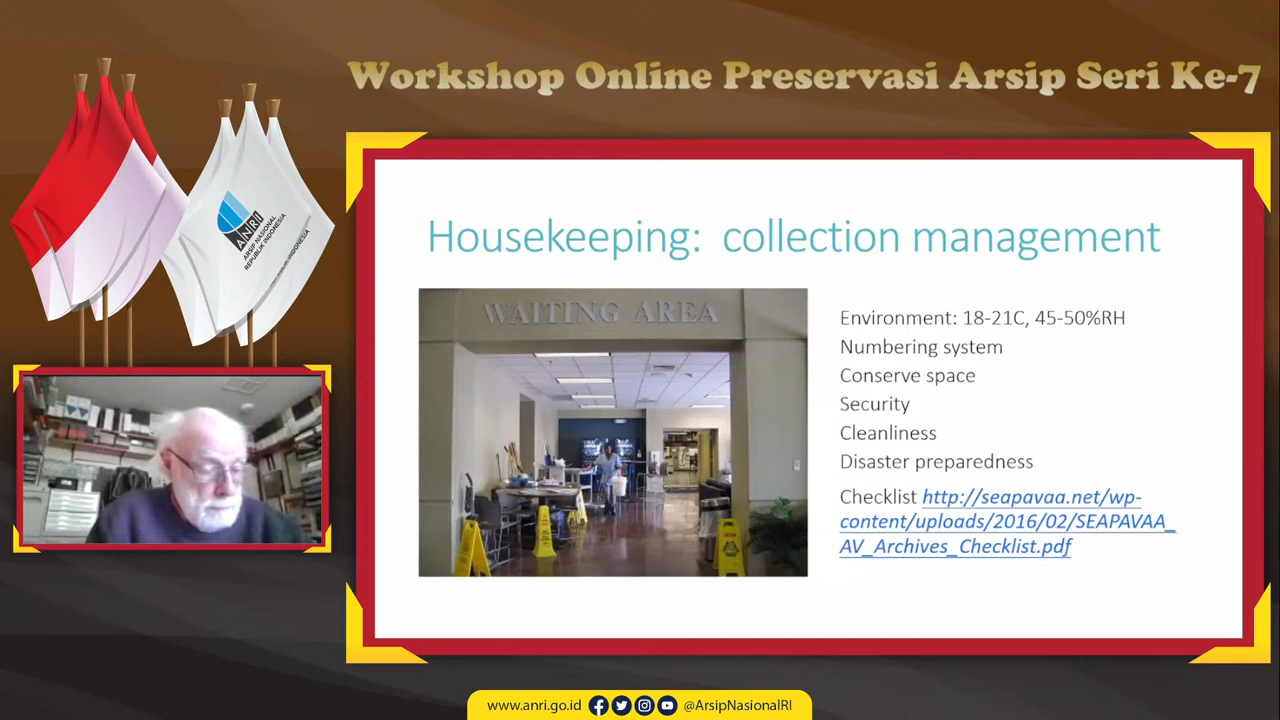 Workshop Online Preservasi Arsip Seri Ke-7
ANRI
ARSIP NASIONAL
REPUBLIK INDONESIA
INDONESIA
Housekeeping: collection management
WAITING AREA
Environment: 18-21C, 45-50%RH
Numbering system
Conserve space
Security
Cleanliness
Disaster preparedness
Checklist http://seapavaa.net/wp-
content/uploads/2016/02/SEAPAVAA_
AV_Archives_Checklist.pdf
www.anri.go.id
@ArsipNasionalRI